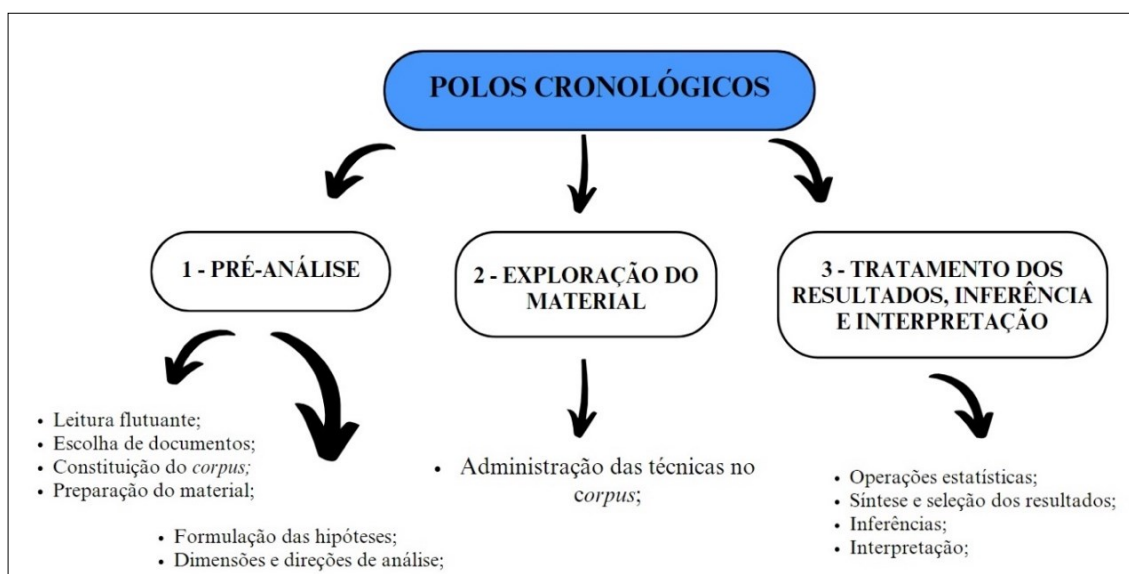 POLOS CRONOLÓGICOS
1 - PRÉ-ANÁLISE
2 - EXPLORAÇÃO DO
MATERIAL
3 - TRATAMENTO DOS
RESULTADOS, INFERÊNCIA
E INTERPRETAÇÃO
• Leitura flutuante;
• Escolha de documentos;
• Constituição do corpus;
• Preparação do material;
• Formulação das hipóteses;
• Dimensões e direções de análise;
• Administração das técnicas no
corpus;
• Operações estatísticas;
• Síntese e seleção dos resultados;
• Inferências;
• Interpretação;